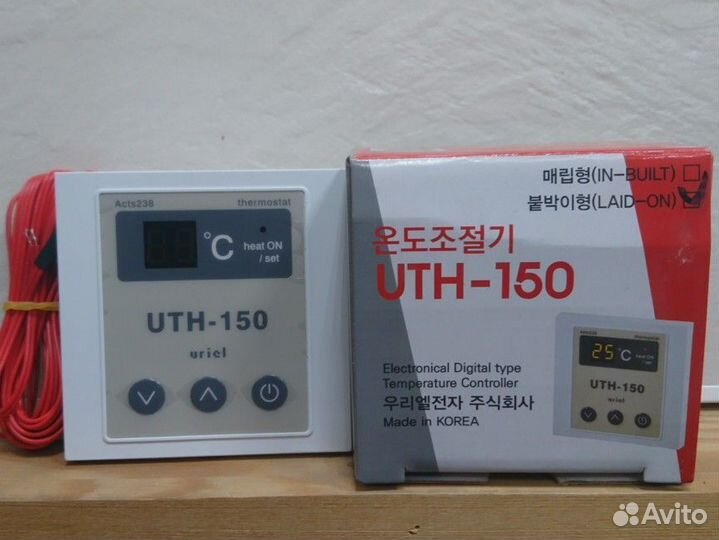 Acts238 thermostat
°C
heat ON
/ set
UTH-150
uriel
매립형(IN-BUILT)
붙박이형(LAID-ON)
온도조절기
UTH-150
Electronical Digital type
Temperature Controller
우리엘전자 주식회사
Made in KOREA
Acts238 thermostat
25 °C
heat ON
/ set
UTH-150
uriel
Avito